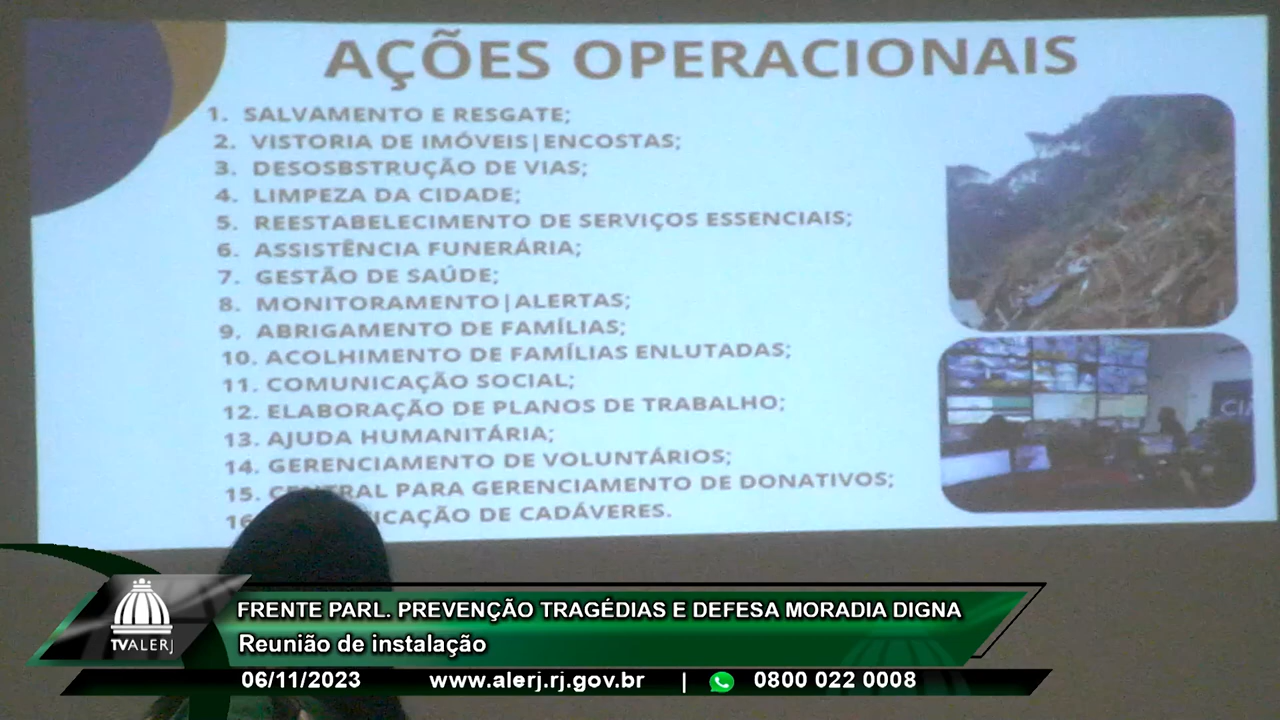 AÇÕES OPERACIONAIS
1. SALVAMENTO E RESGATE;
2. VISTORIA DE IMÓVEIS|ENCOSTAS;
3. DESOSBSTRUÇÃO DE VIAS;
4. LIMPEZA DA CIDADE;
5. REESTABELECIMENTO DE SERVIÇOS ESSENCIAIS;
6. ASSISTÊNCIA FUNERÁRIA;
7. GESTÃO DE SAÚDE;
8. MONITORAMENTO|ALERTAS;
9. ABRIGAMENTO DE FAMÍLIAS;
10. ACOLHIMENTO DE FAMÍLIAS ENLUTADAS;
11. COMUNICAÇÃO SOCIAL;
12. ELABORAÇÃO DE PLANOS DE TRABALHO;
13. AJUDA HUMANITÁRIA;
14. GERENCIAMENTO DE VOLUNTÁRIOS;
15. CENTRAL PARA GERENCIAMENTO DE DONATIVOS;
DE CADÁVERES.
FRENTE PARL. PREVENÇÃO TRAGÉDIAS E DEFESA MORADIA DIGNA
TVALERJ
Reunião de instalação
06/11/2023 www.alerj.rj.gov.br | 0800 022 0008